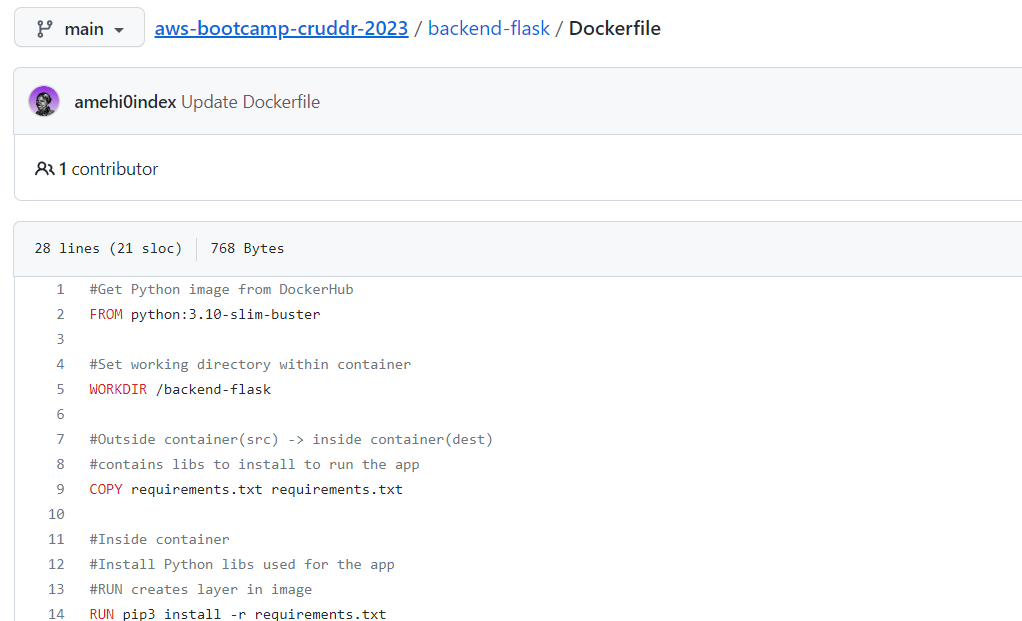 main aws-bootcamp-cruddr-2023 / backend-flask / Dockerfile
amehi0index Update Dockerfile
1 contributor
28 lines (21 sloc) 768 Bytes
1 #Get Python image from DockerHub
2 FROM python:3.10-slim-buster
3
4 #Set working directory within container
5 WORKDIR /backend-flask
6
7 #Outside container(src) -> inside container(dest)
8 #contains libs to install to run the app
9 COPY requirements.txt requirements.txt
10
11 #Inside container
12 #Install Python libs used for the app
13 #RUN creates layer in image
14 RUN pip3 install -r requirements.txt